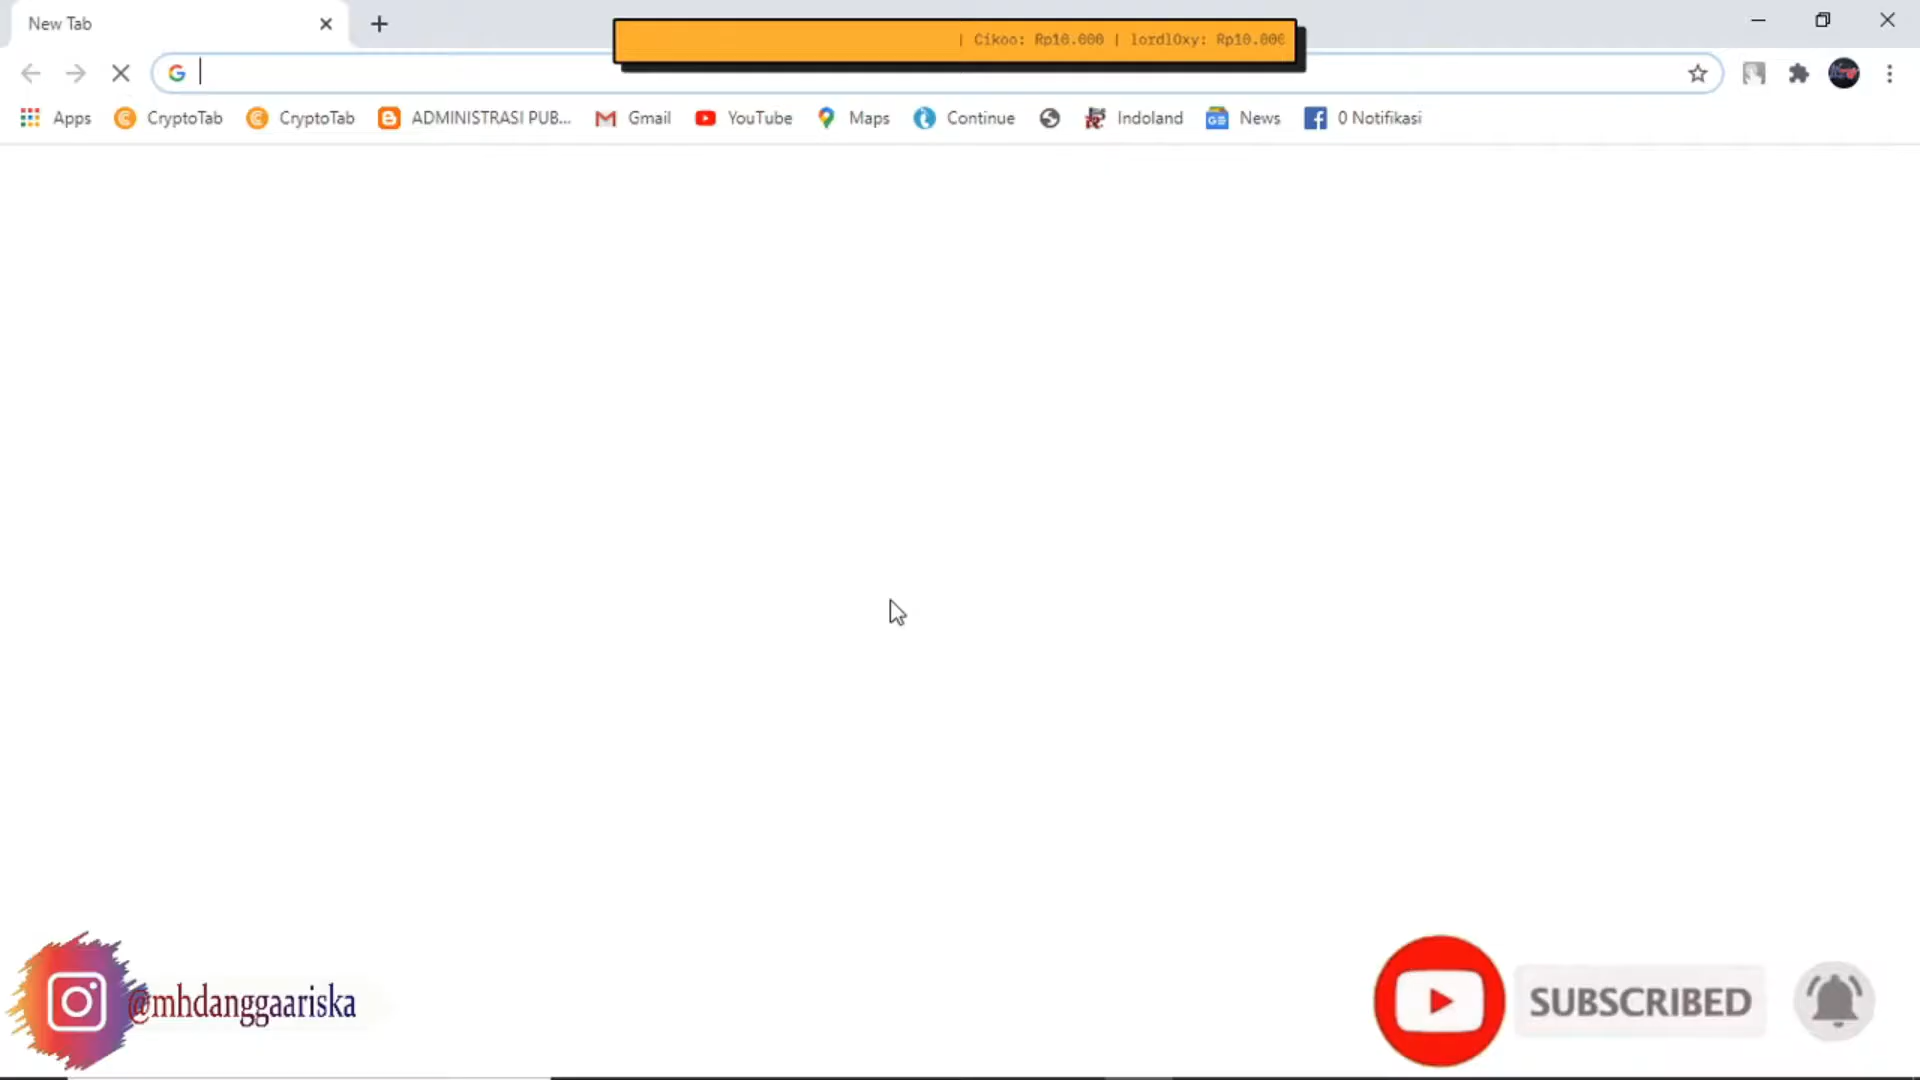 New Tab
| Cikoo: Rp10.000 | lordl0xy: Rp10.000
Apps CryptoTab CryptoTab ADMINISTRASI PUB... Gmail YouTube Maps Continue Indoland News 0 Notifikasi
@mhdanggaariska
SUBSCRIBED